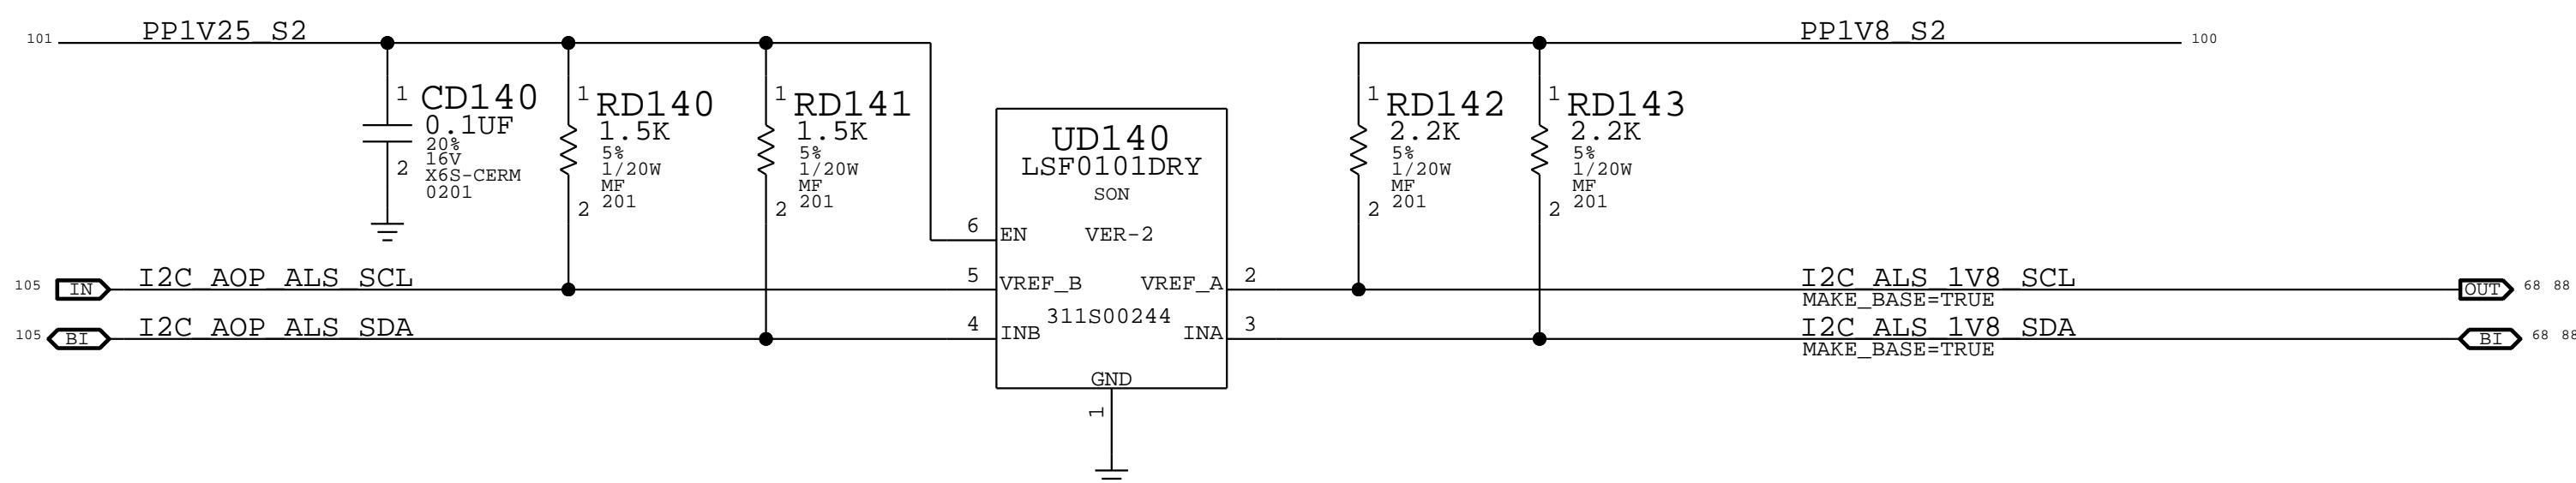 101 PP1V25_S2
PP1V8_S2 100
1 CD140
0.1UF
20%
16V
2 X6S-CERM
0201
1 RD140
1.5K
5%
1/20W
MF
2 201
1 RD141
1.5K
5%
1/20W
MF
2 201
UD140
LSF0101DRY
SON
6 EN VER-2
5 VREF_B VREF_A 2
311S00244
4 INB INA 3
GND
1
1 RD142
2.2K
5%
1/20W
MF
2 201
1 RD143
2.2K
5%
1/20W
MF
2 201
105 IN I2C_AOP_ALS_SCL
105 BI I2C_AOP_ALS_SDA
I2C_ALS_1V8_SCL OUT 68 88
MAKE_BASE=TRUE
I2C_ALS_1V8_SDA BI 68 88
MAKE_BASE=TRUE